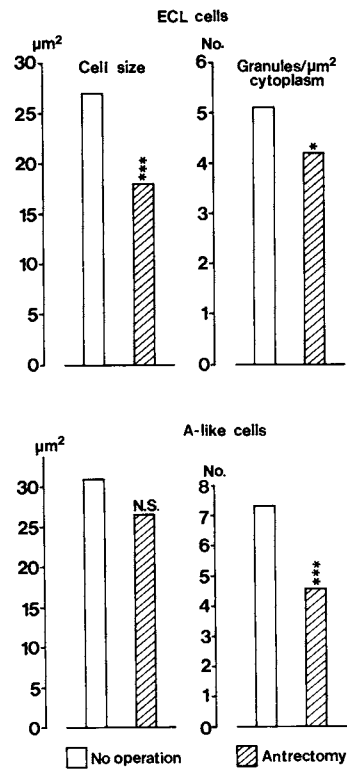 ECL cells
µm²
Cell size
30
25
20
15
10
5
0
***
No.
Granules/µm²
cytoplasm
6
5
4
3
2
1
0
*
A-like cells
µm²
30
25
20
15
10
5
0
N.S.
No.
8
7
6
5
4
3
2
1
0
***
No operation
Antrectomy